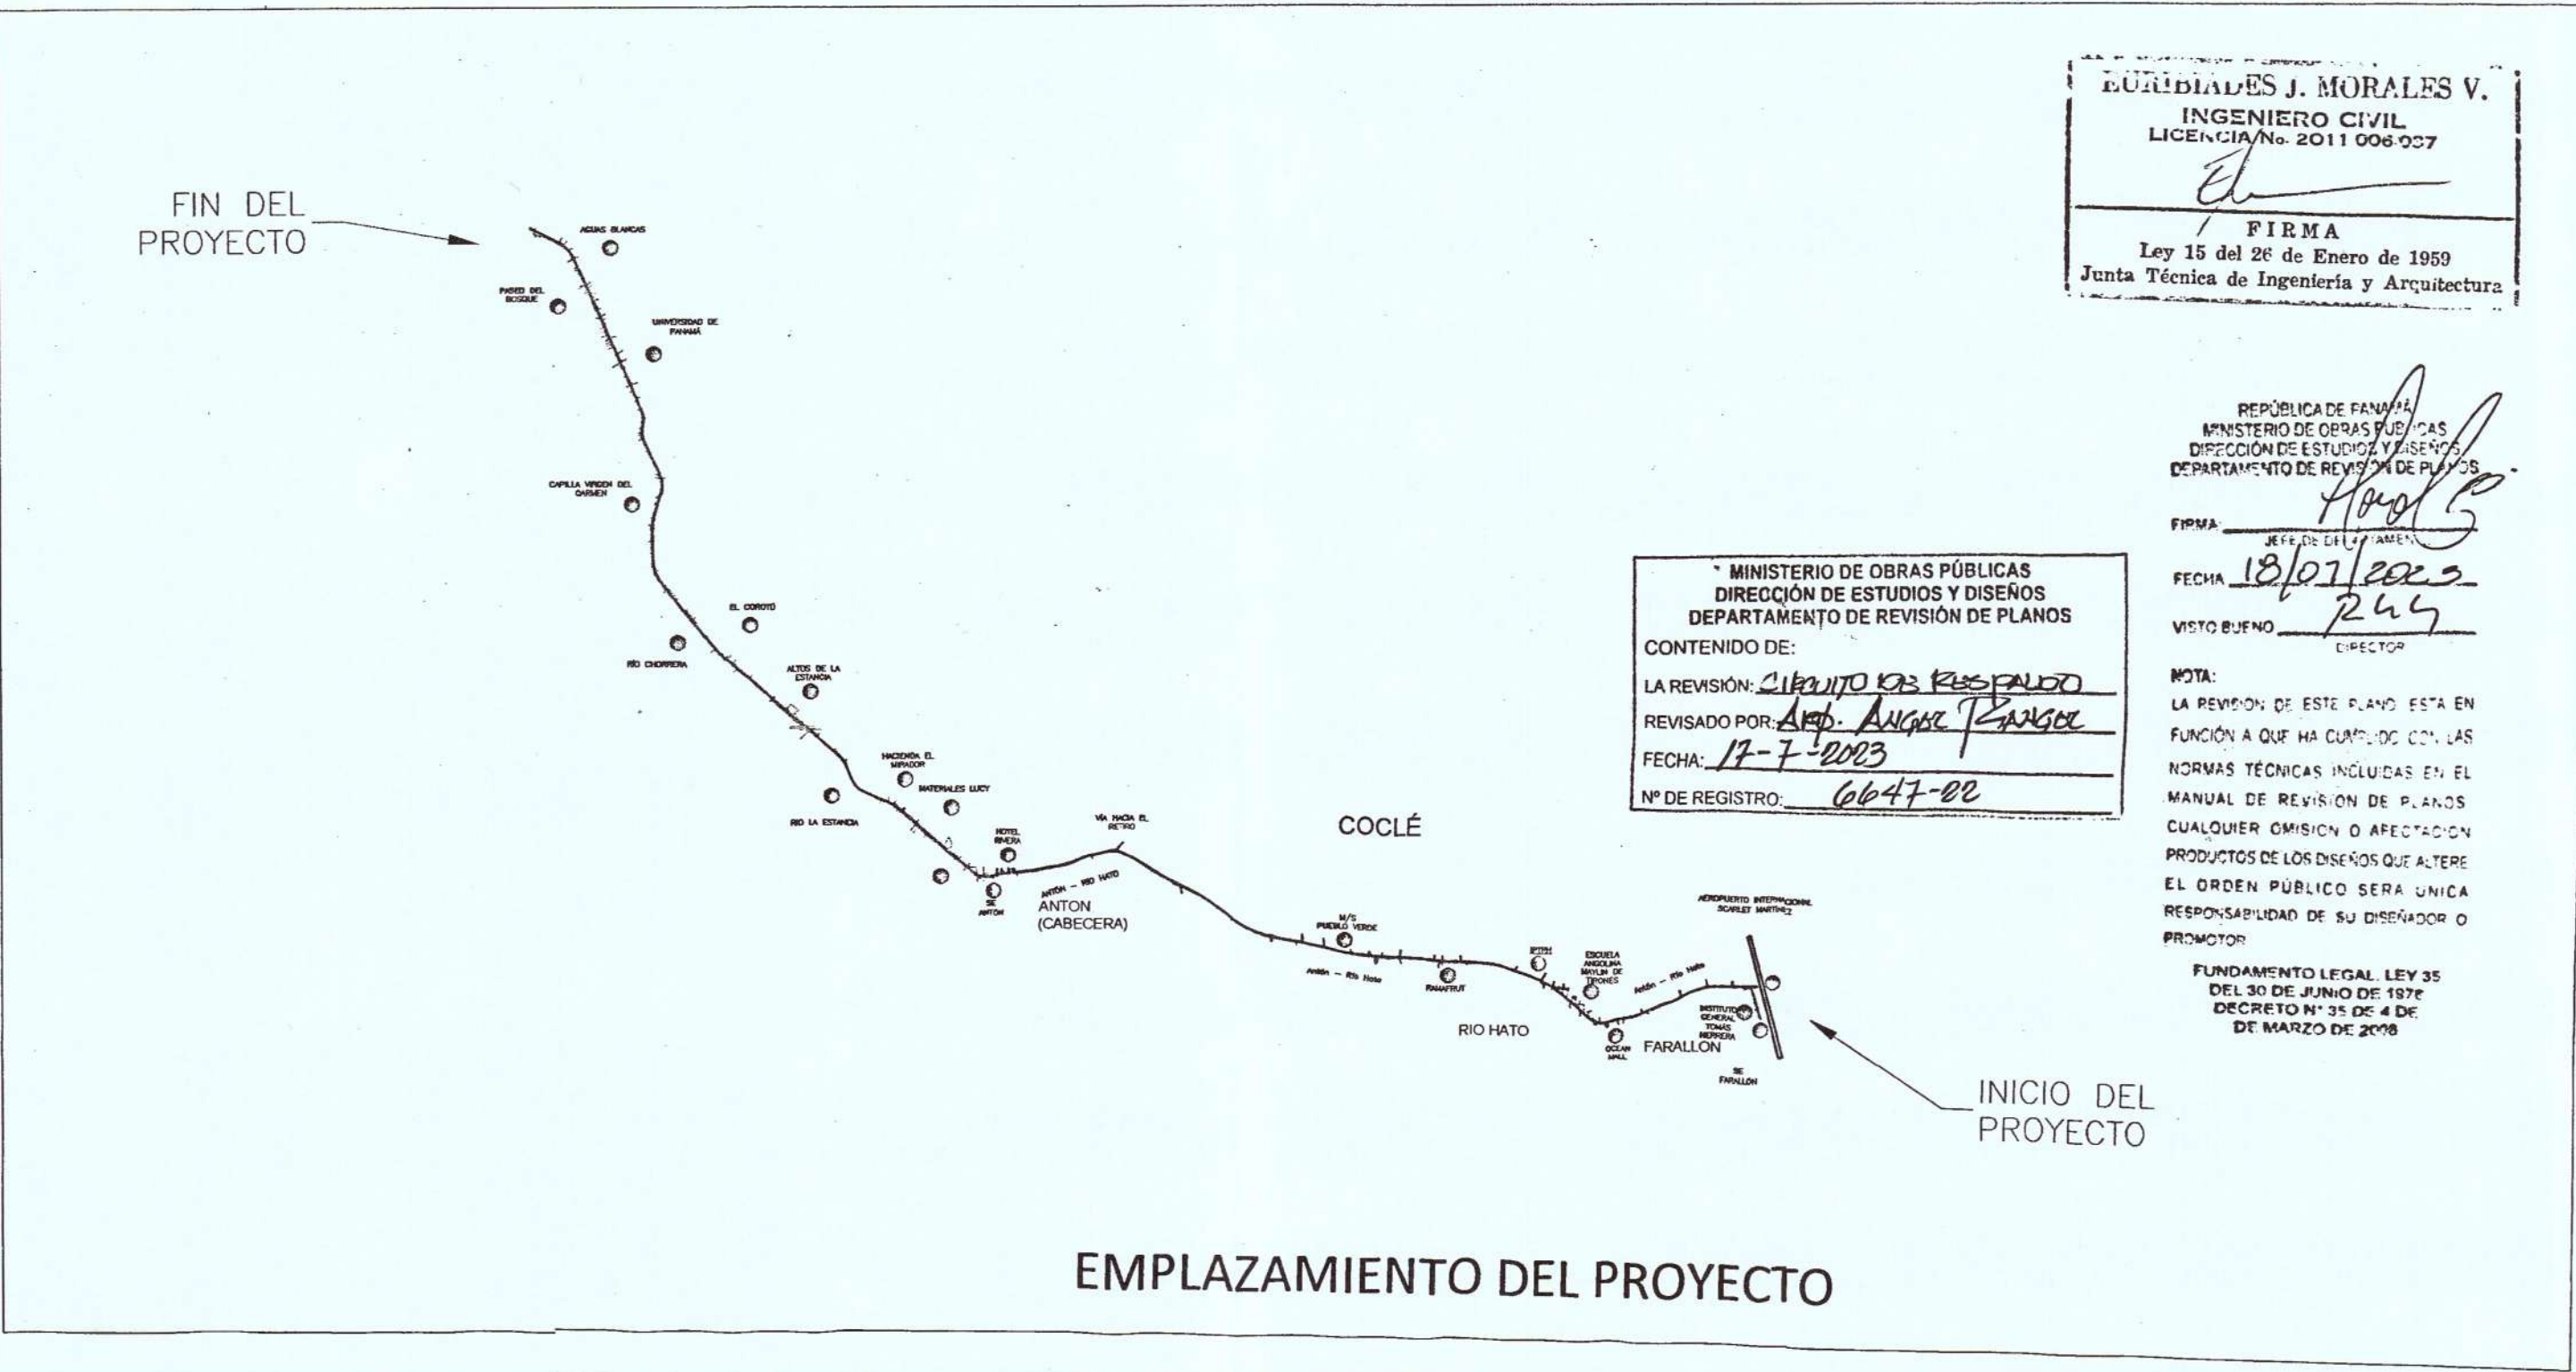 EURIBIADES J. MORALES V.
INGENIERO CIVIL
LICENCIA No. 2011 006-037
FIRMA
Ley 15 del 26 de Enero de 1959
Junta Técnica de Ingeniería y Arquitectura
FIN DEL
PROYECTO
AGUAS BLANCAS
PASEO DEL
BOSQUE
UNIVERSIDAD DE
PANAMÁ
CAPILLA VIRGEN DEL
CARMEN
EL COROTO
RÍO CHORRERA
ALTOS DE LA
ESTANCIA
HACIENDA EL
MIRADOR
MATERIALES LUCY
RIO LA ESTANCIA
HOTEL
RIVERA
VÍA HACIA EL
RETIRO
SE
ANTON
ANTÓN - RIO HATO
ANTON
(CABECERA)
COCLÉ
M/S
PUEBLO VERDE
Antón - Río Hato
PANAFRUT
ESCUELA
ANGOLINA
MAYLIN DE
TIRONES
Antón - Río Hato
RIO HATO
OCEAN
MALL
FARALLON
INSTITUTO
GENERAL
TOMÁS
HERRERA
AEROPUERTO INTERNACIONAL
SCARLET MARTINEZ
SE
FARALLON
INICIO DEL
PROYECTO
MINISTERIO DE OBRAS PÚBLICAS
DIRECCIÓN DE ESTUDIOS Y DISEÑOS
DEPARTAMENTO DE REVISIÓN DE PLANOS
CONTENIDO DE:
LA REVISIÓN: CIRCUITO DE RESPALDO
REVISADO POR: Arq. ANGEL RANGEL
FECHA: 17-7-2023
Nº DE REGISTRO: 6647-22
REPÚBLICA DE PANAMÁ
MINISTERIO DE OBRAS PUBLICAS
DIRECCIÓN DE ESTUDIOS Y DISEÑOS
DEPARTAMENTO DE REVISIÓN DE PLANOS
FIRMA
JEFE DE DEPARTAMENTO
FECHA 18/07/2023
VISTO BUENO
DIRECTOR
NOTA:
LA REVISION DE ESTE PLANO ESTA EN
FUNCIÓN A QUE HA CUMPLIDO CON LAS
NORMAS TÉCNICAS INCLUIDAS EN EL
MANUAL DE REVISION DE PLANOS
CUALQUIER OMISION O AFECTACION
PRODUCTOS DE LOS DISEÑOS QUE ALTERE
EL ORDEN PÚBLICO SERA UNICA
RESPONSABILIDAD DE SU DISEÑADOR O
PROMOTOR
FUNDAMENTO LEGAL. LEY 35
DEL 30 DE JUNIO DE 1978
DECRETO N° 35 DE 4 DE
DE MARZO DE 2008
EMPLAZAMIENTO DEL PROYECTO